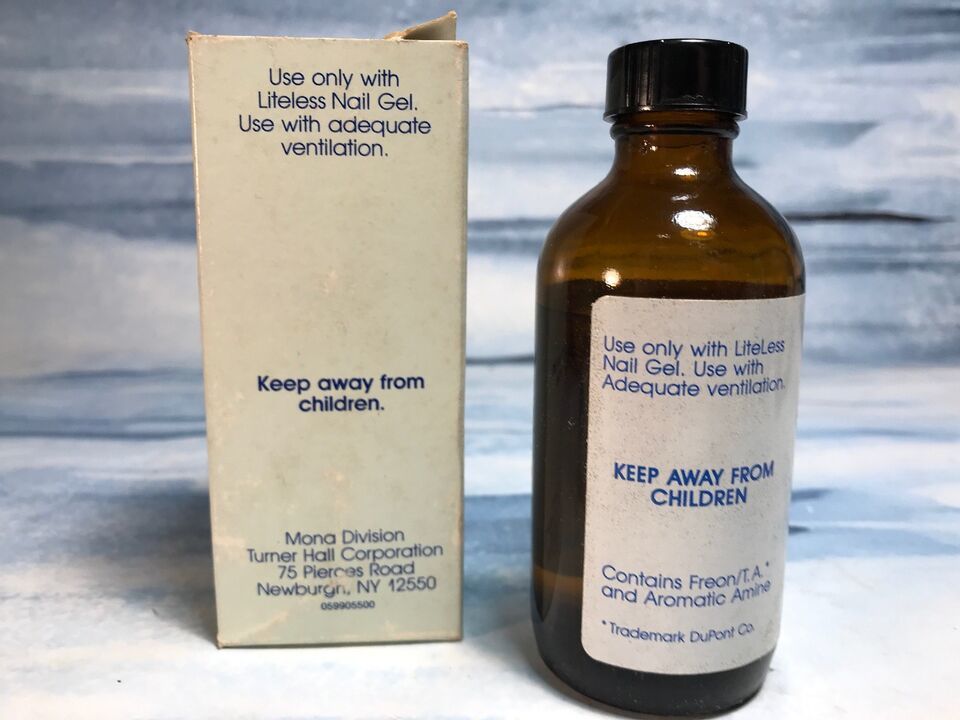 Use only with
Liteless Nail Gel.
Use with adequate
ventilation.
Keep away from
children.
Mona Division
Turner Hall Corporation
75 Pierces Road
Newburgh, NY 12550
059905500
Use only with LiteLess
Nail Gel. Use with
Adequate ventilation.
KEEP AWAY FROM
CHILDREN
Contains Freon/T.A.*
and Aromatic Amine
*Trademark DuPont Co.